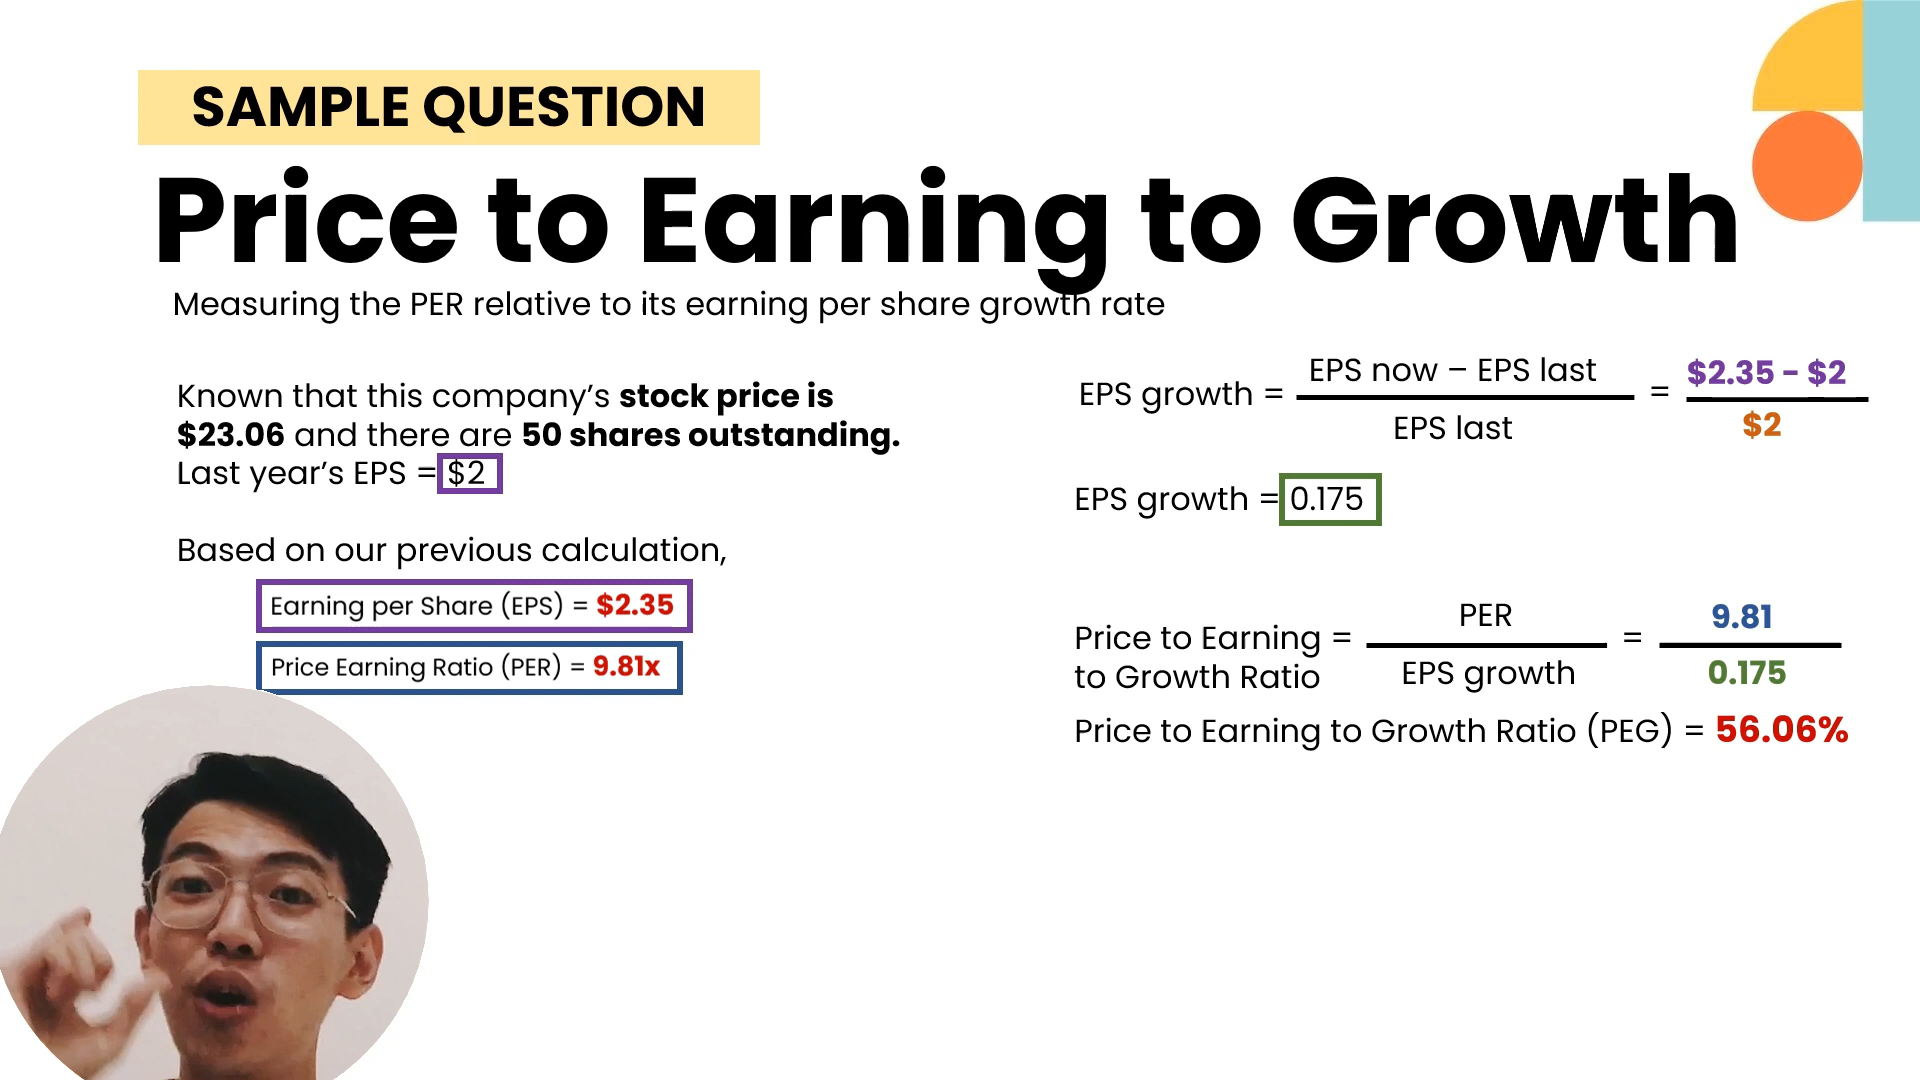 SAMPLE QUESTION
Price to Earning to Growth
Measuring the PER relative to its earning per share growth rate
Known that this company’s stock price is
$23.06 and there are 50 shares outstanding.
Last year’s EPS = $2
Based on our previous calculation,
Earning per Share (EPS) = $2.35
Price Earning Ratio (PER) = 9.81x
EPS now – EPS last
$2.35 - $2
EPS growth =
=
EPS last
$2
EPS growth = 0.175
PER
9.81
Price to Earning =
=
to Growth Ratio
EPS growth
0.175
Price to Earning to Growth Ratio (PEG) = 56.06%